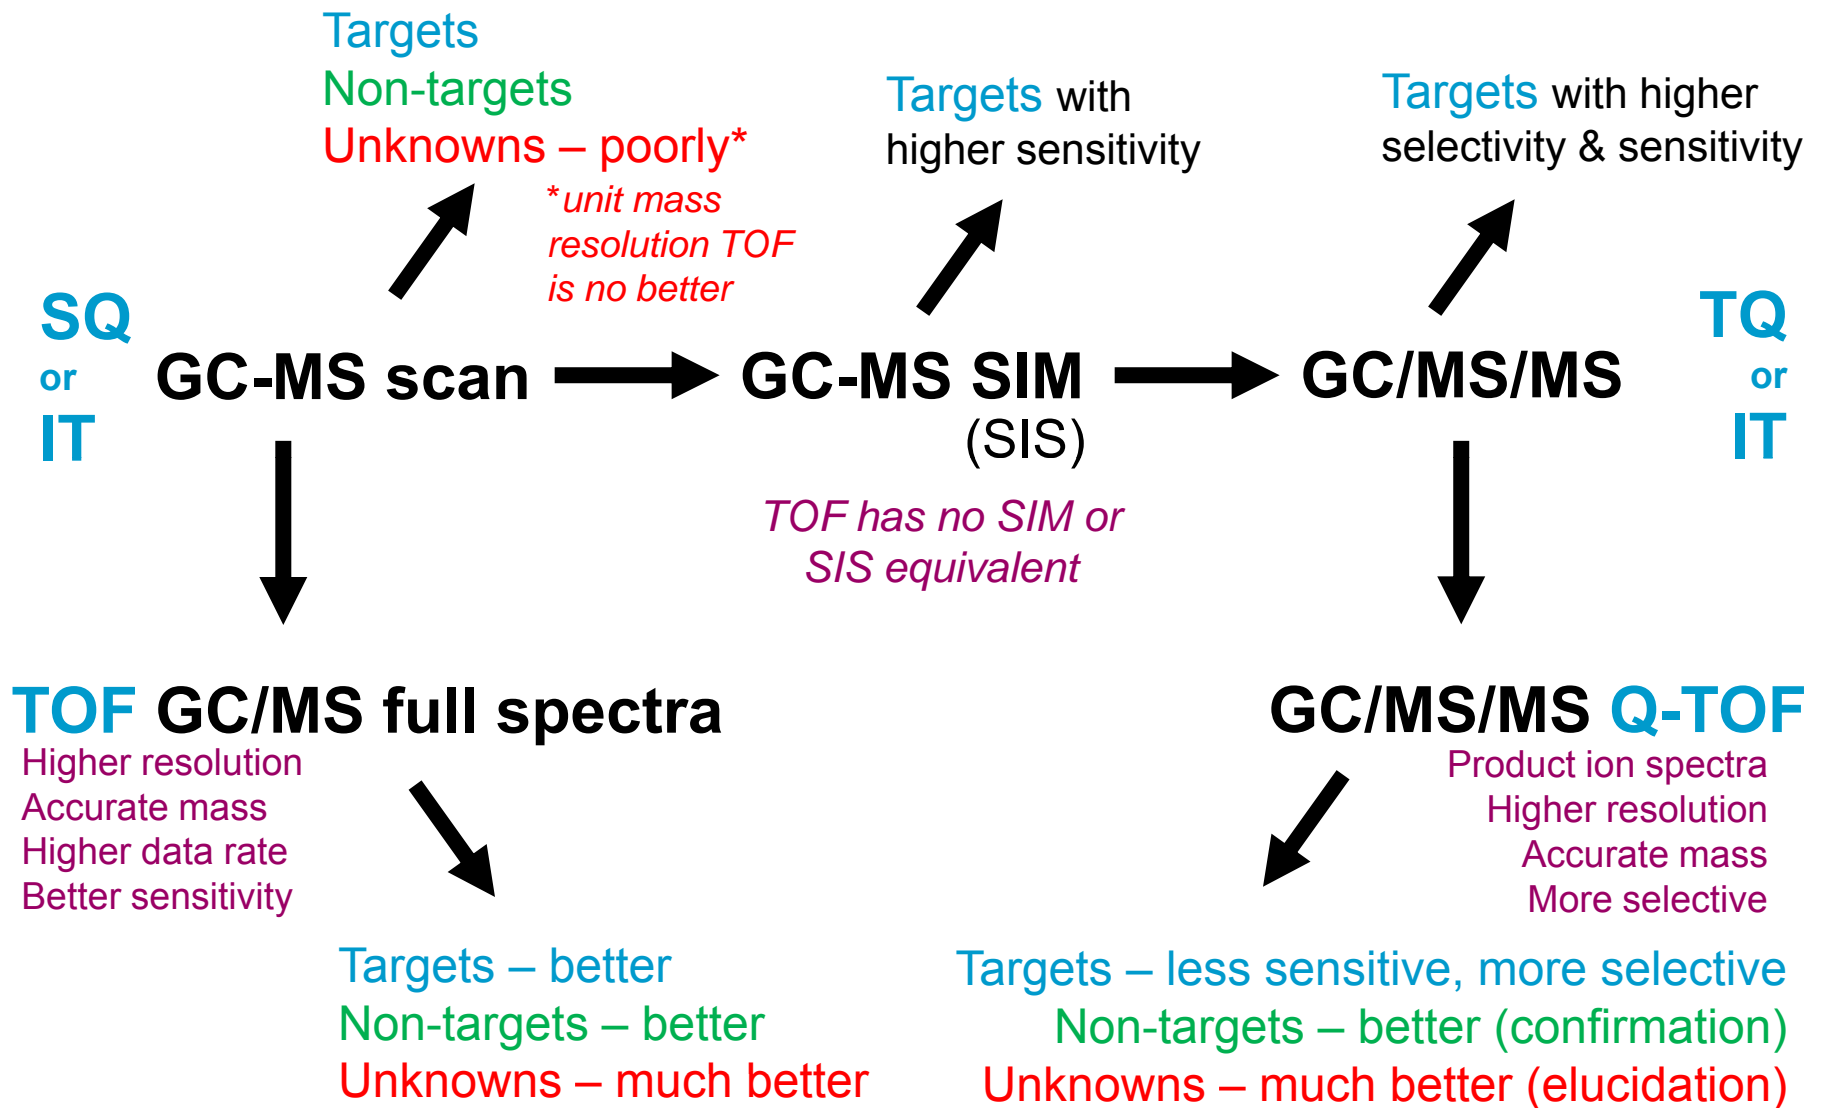 Targets
Non-targets
Unknowns – poorly*
*unit mass
resolution TOF
is no better
Targets with
higher sensitivity
Targets with higher
selectivity & sensitivity
SQ
or
IT
GC-MS scan
GC-MS SIM
(SIS)
GC/MS/MS
TQ
or
IT
TOF has no SIM or
SIS equivalent
TOF GC/MS full spectra
Higher resolution
Accurate mass
Higher data rate
Better sensitivity
GC/MS/MS Q-TOF
Product ion spectra
Higher resolution
Accurate mass
More selective
Targets – better
Non-targets – better
Unknowns – much better
Targets – less sensitive, more selective
Non-targets – better (confirmation)
Unknowns – much better (elucidation)